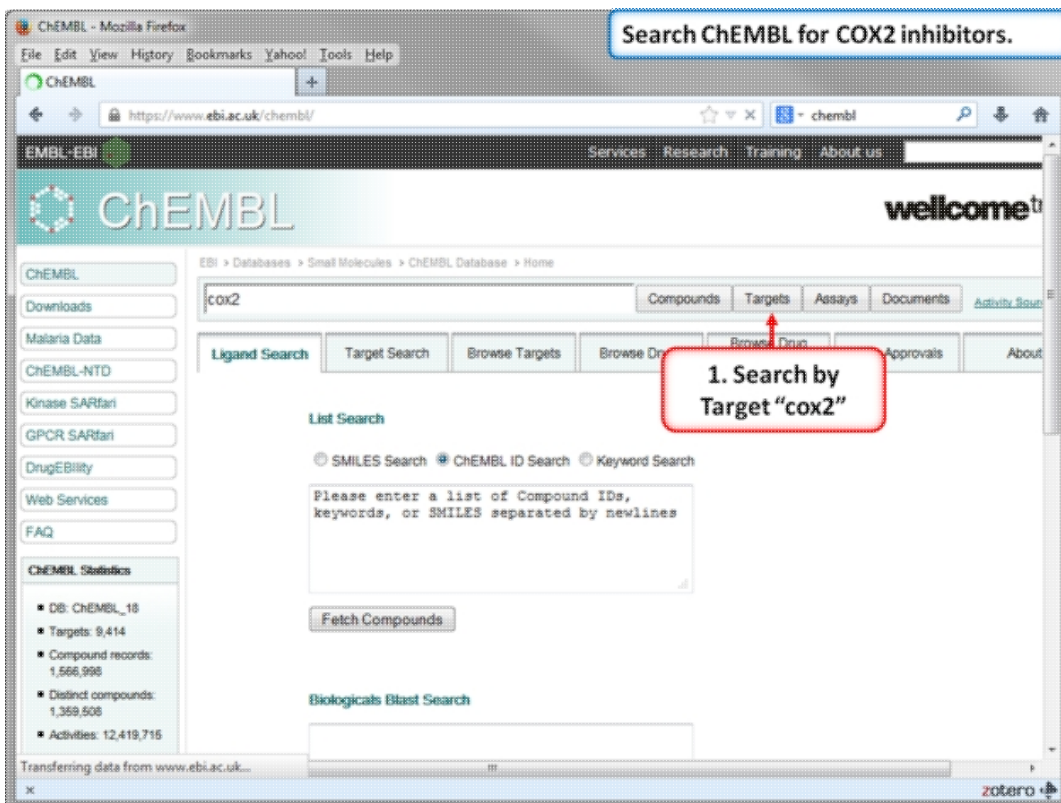 ChEMBL - Mozilla Firefox
Search ChEMBL for COX2 inhibitors.
File Edit View History Bookmarks Yahoo! Tools Help
ChEMBL
https://www.ebi.ac.uk/chembl/
chembl
EMBL-EBI
Services Research Training About us
ChEMBL
wellcome
EBI > Databases > Small Molecules > ChEMBL Database > Home
cox2
Compounds Targets Assays Documents
Ligand Search Target Search Browse Targets Browse Browse Drug Approvals About
1. Search by
Target “cox2”
ChEMBL
Downloads
Malaria Data
ChEMBL-NTD
Kinase SARfari
GPCR SARfari
DrugEBIlity
Web Services
FAQ
ChEMBL Statistics
DB: ChEMBL_18
Targets: 9,414
Compound records:
1,566,998
Distinct compounds:
1,359,508
Activities: 12,419,715
List Search
SMILES Search ChEMBL ID Search Keyword Search
Please enter a list of Compound IDs,
keywords, or SMILES separated by newlines
Fetch Compounds
Biologicals Blast Search
Transferring data from www.ebi.ac.uk...
zotero